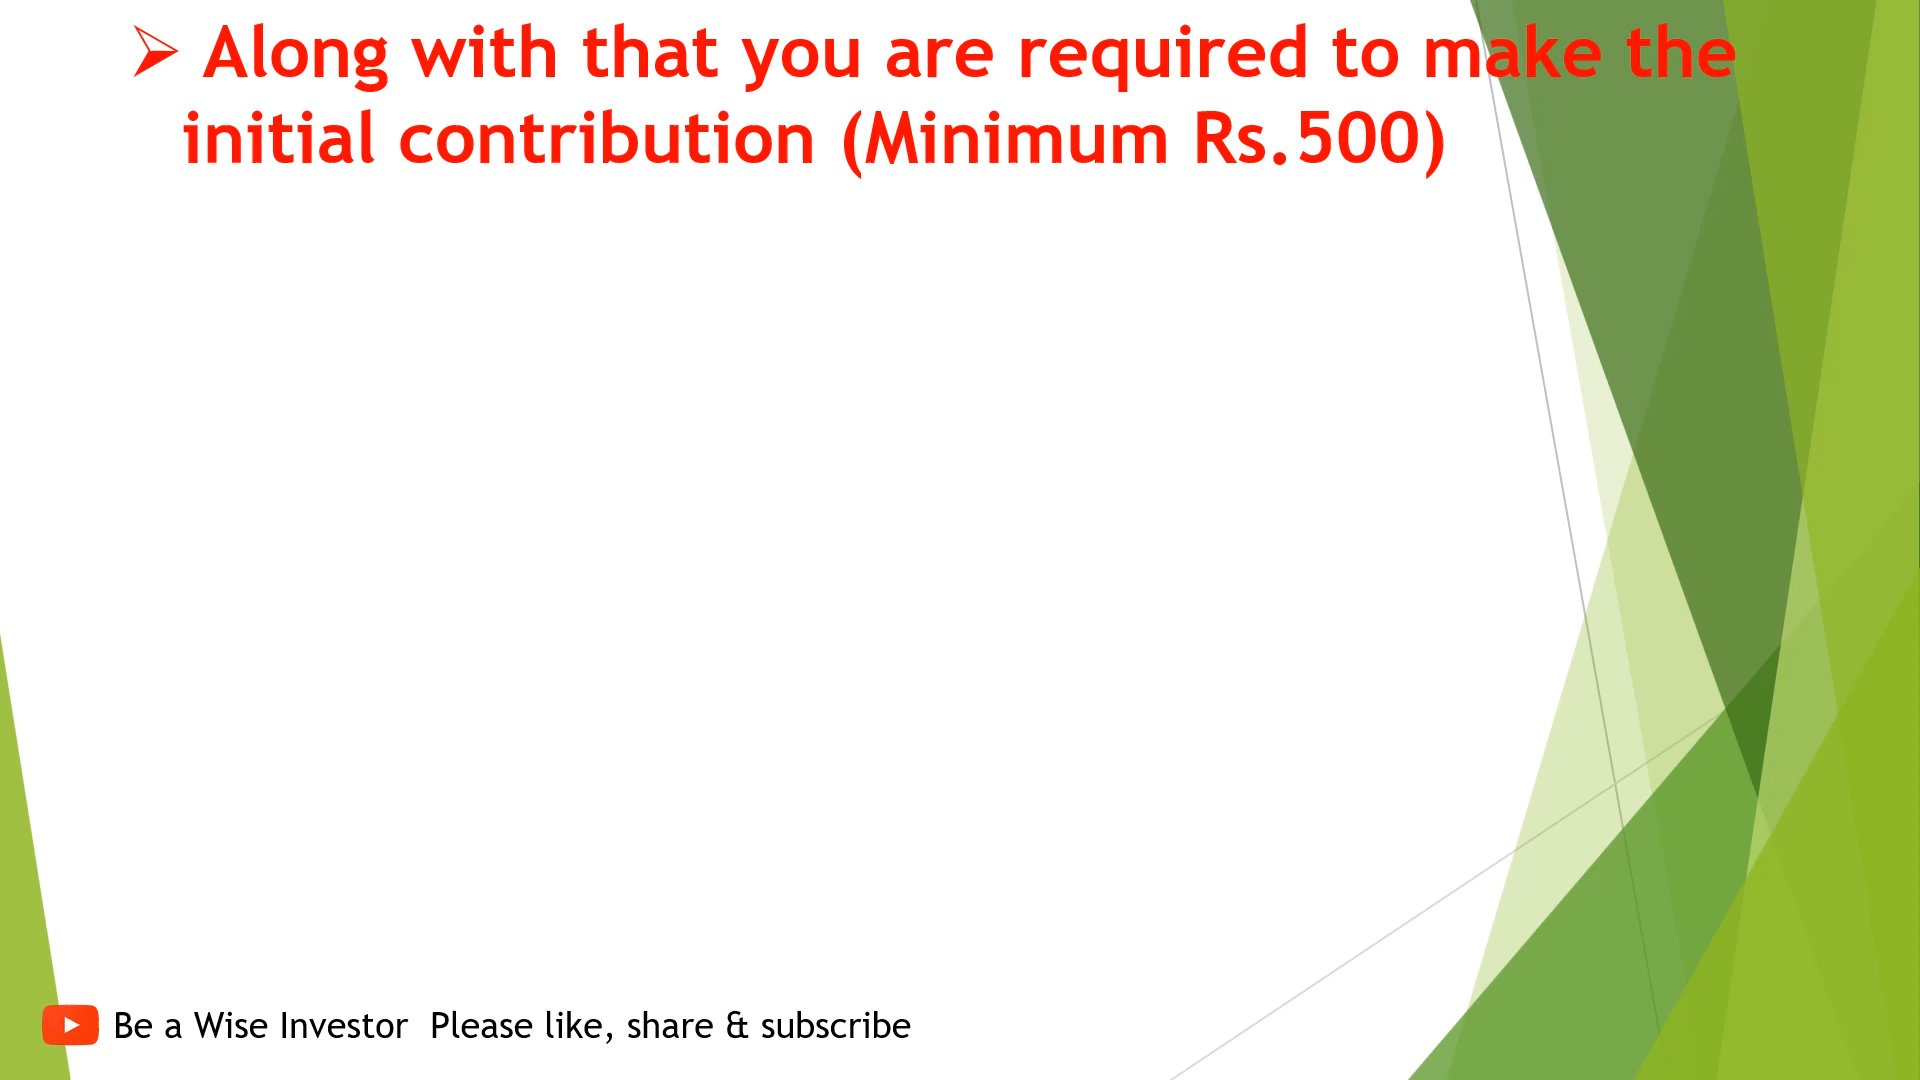 ➢ Along with that you are required to make the
initial contribution (Minimum Rs.500)
Be a Wise Investor  Please like, share & subscribe